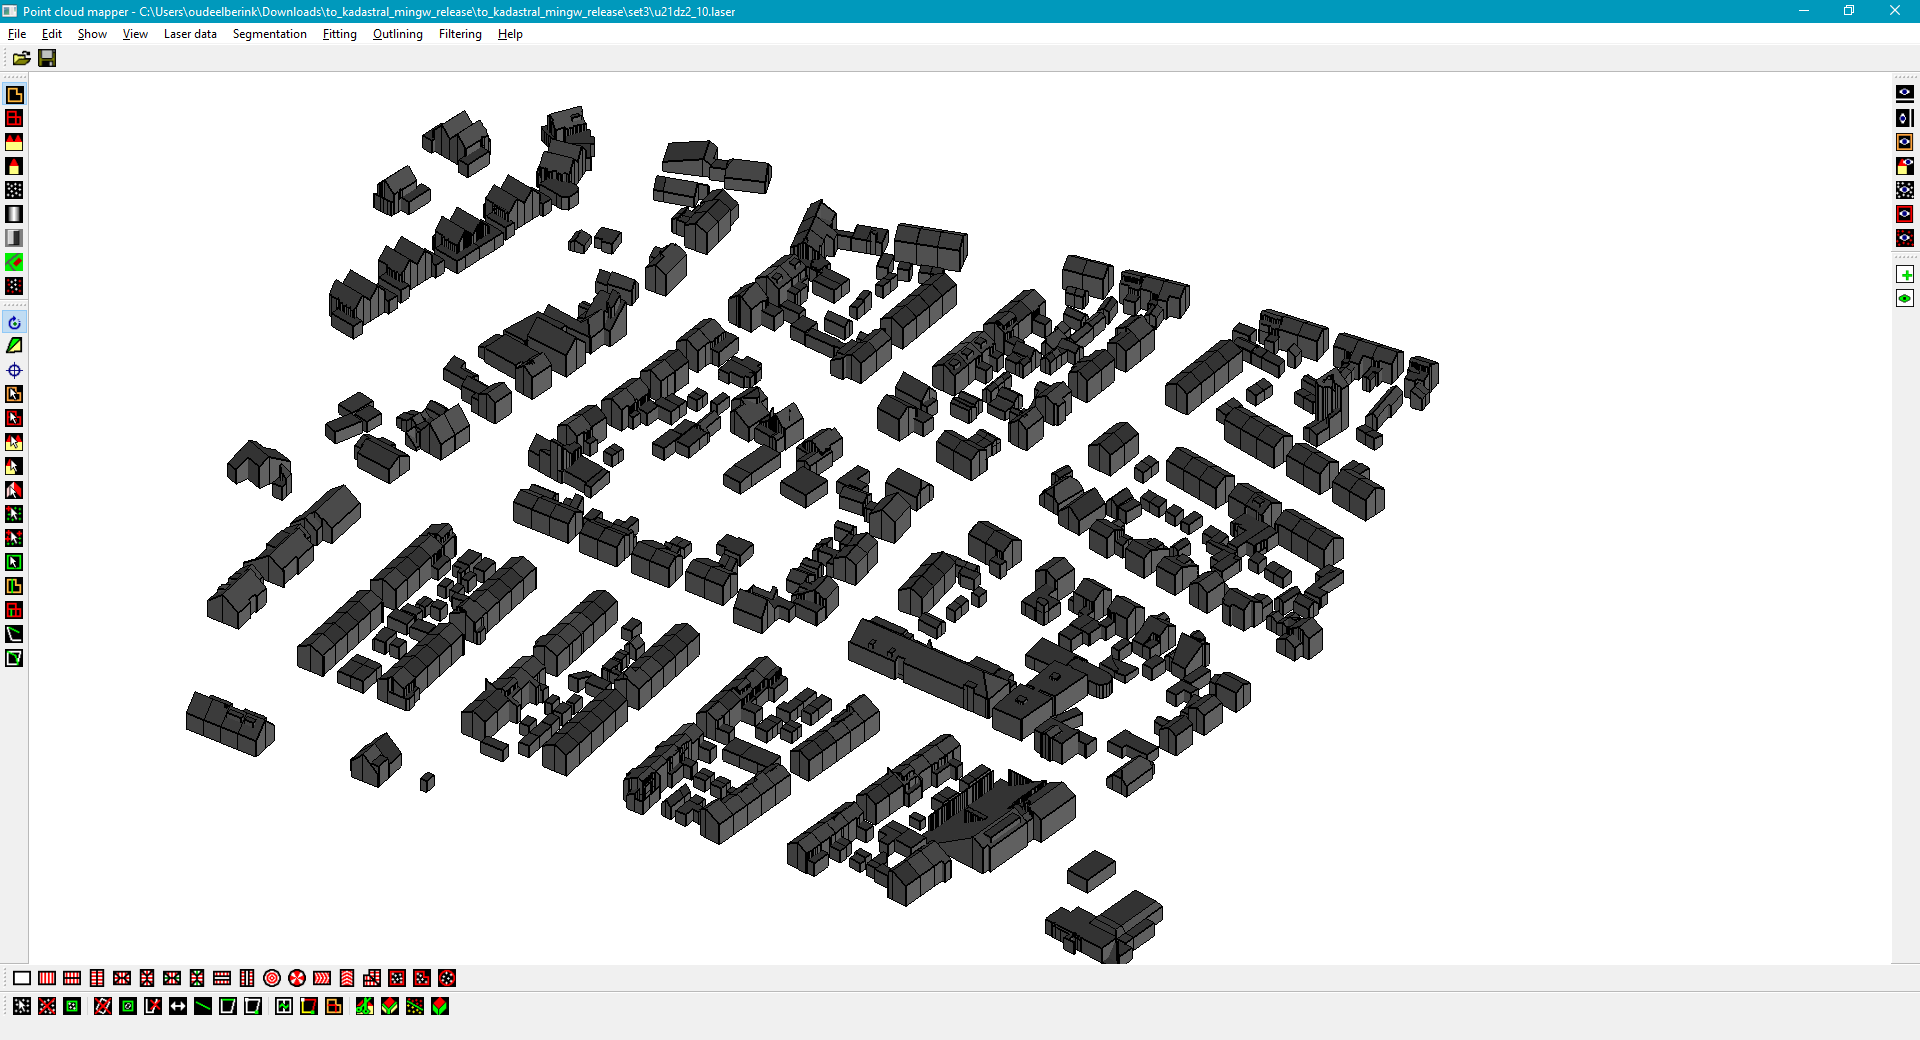 Point cloud mapper - C:\Users\oudeelberink\Downloads\to_kadastral_mingw_release\to_kadastral_mingw_release\set3\u21dz2_10.laser
File Edit Show View Laser data Segmentation Fitting Outlining Filtering Help